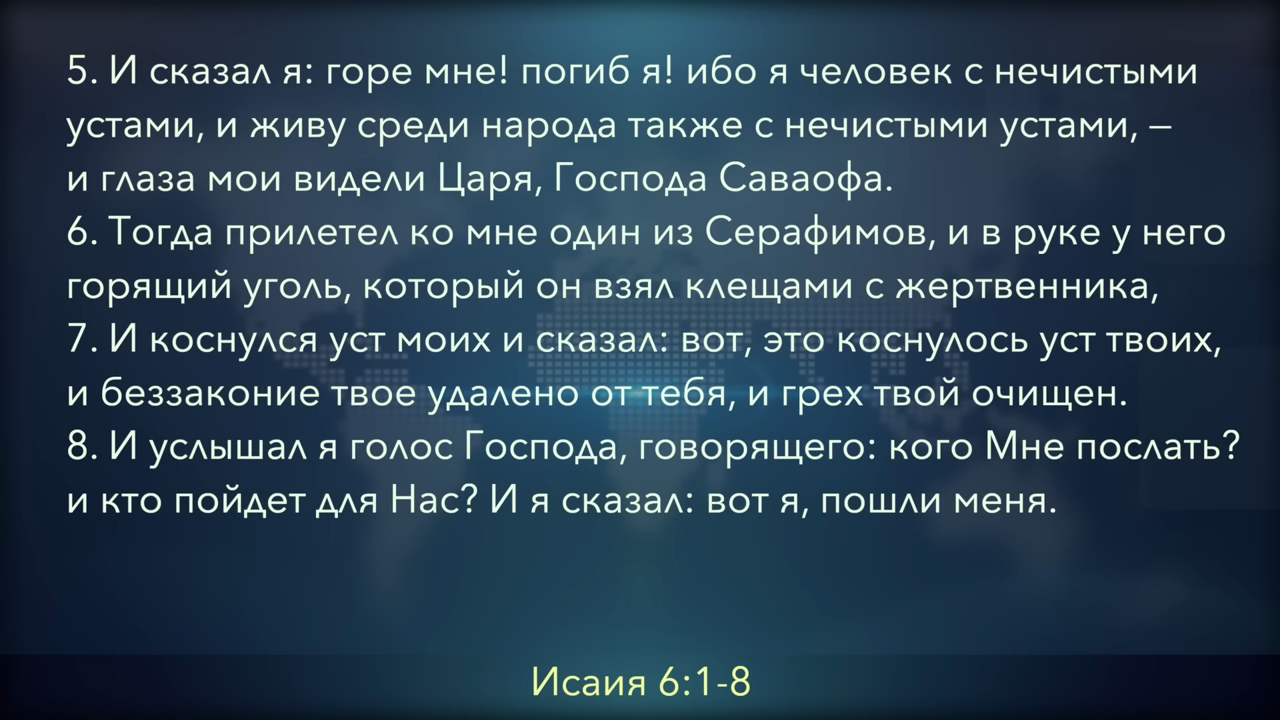 5. И сказал я: горе мне! погиб я! ибо я человек с нечистыми
устами, и живу среди народа также с нечистыми устами, –
и глаза мои видели Царя, Господа Саваофа.
6. Тогда прилетел ко мне один из Серафимов, и в руке у него
горящий уголь, который он взял клещами с жертвенника,
7. И коснулся уст моих и сказал: вот, это коснулось уст твоих,
и беззаконие твое удалено от тебя, и грех твой очищен.
8. И услышал я голос Господа, говорящего: кого Мне послать?
и кто пойдет для Нас? И я сказал: вот я, пошли меня.
Исаия 6:1-8